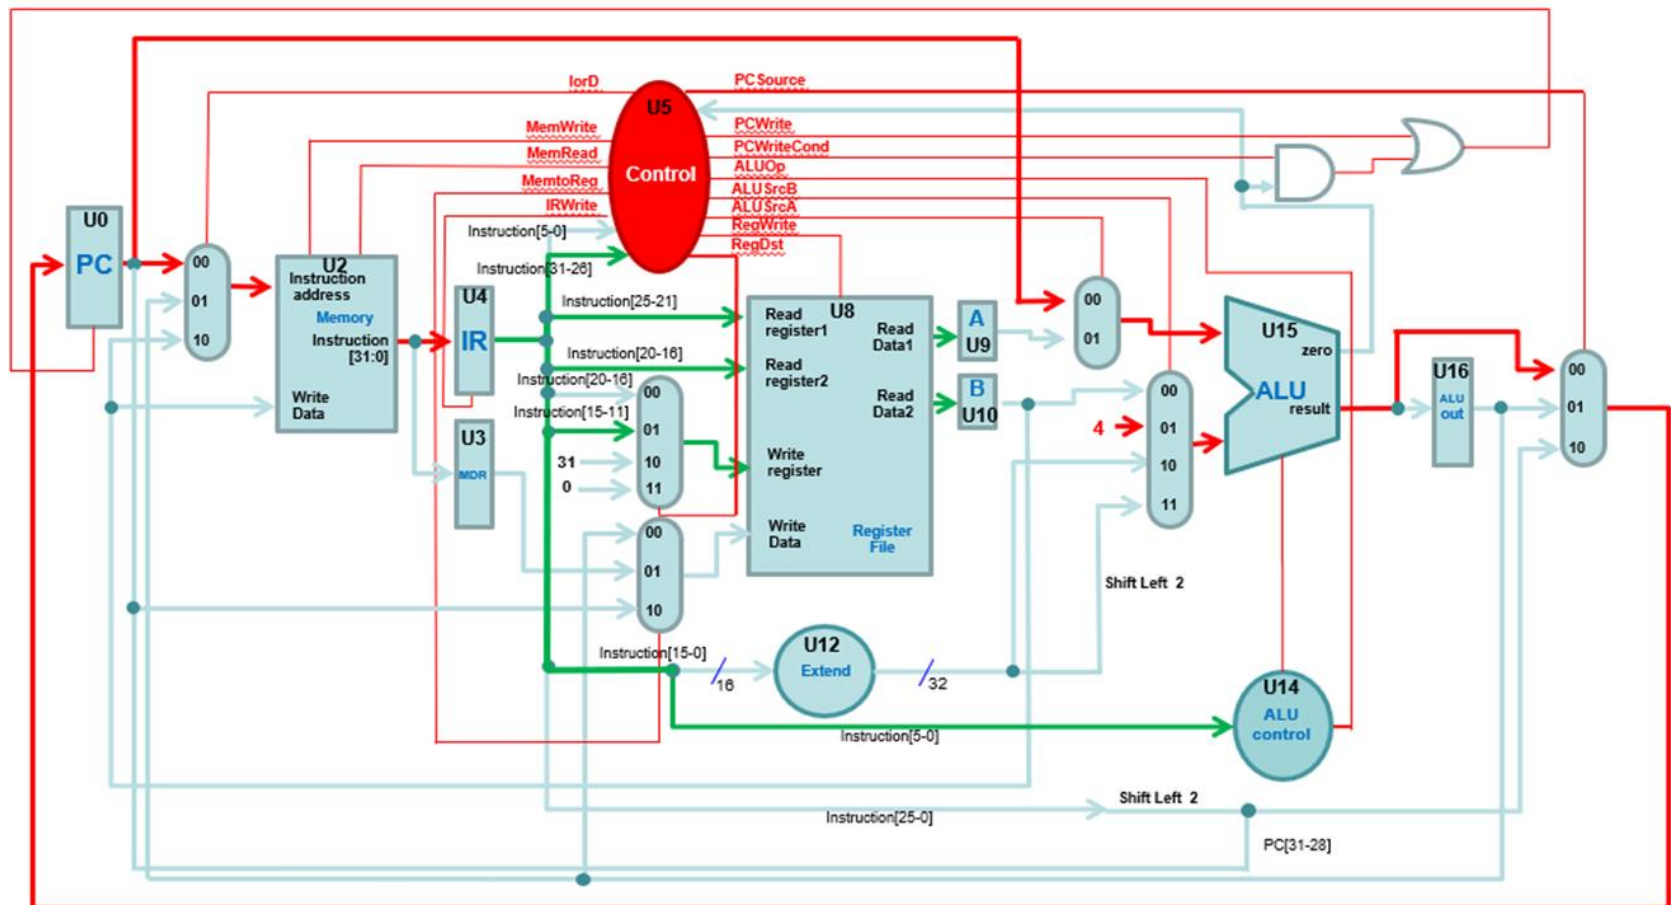 IorD
PCSource
U5
MemWrite
PCWrite
MemRead
PCWriteCond
Control
ALUOp
MemtoReg
ALUSrcB
IRWrite
ALUSrcA
RegWrite
RegDst
Instruction[5-0]
Instruction[31-26]
U0
PC
00
01
10
U2
Instruction
address
Memory
Instruction
[31:0]
Write
Data
U4
IR
U3
MDR
Instruction[25-21]
Instruction[20-16]
Instruction[20-16]
Instruction[15-11]
00
01
31
10
0
11
00
01
10
U8
Read
register1
Read
Data1
Read
register2
Read
Data2
Write
register
Write
Data
Register
File
A
U9
B
U10
00
01
00
4
01
10
11
U15
zero
ALU
result
U16
ALU
out
00
01
10
Shift Left 2
Instruction[15-0]
16
U12
Extend
32
U14
ALU
control
Instruction[5-0]
Shift Left 2
Instruction[25-0]
PC[31-28]